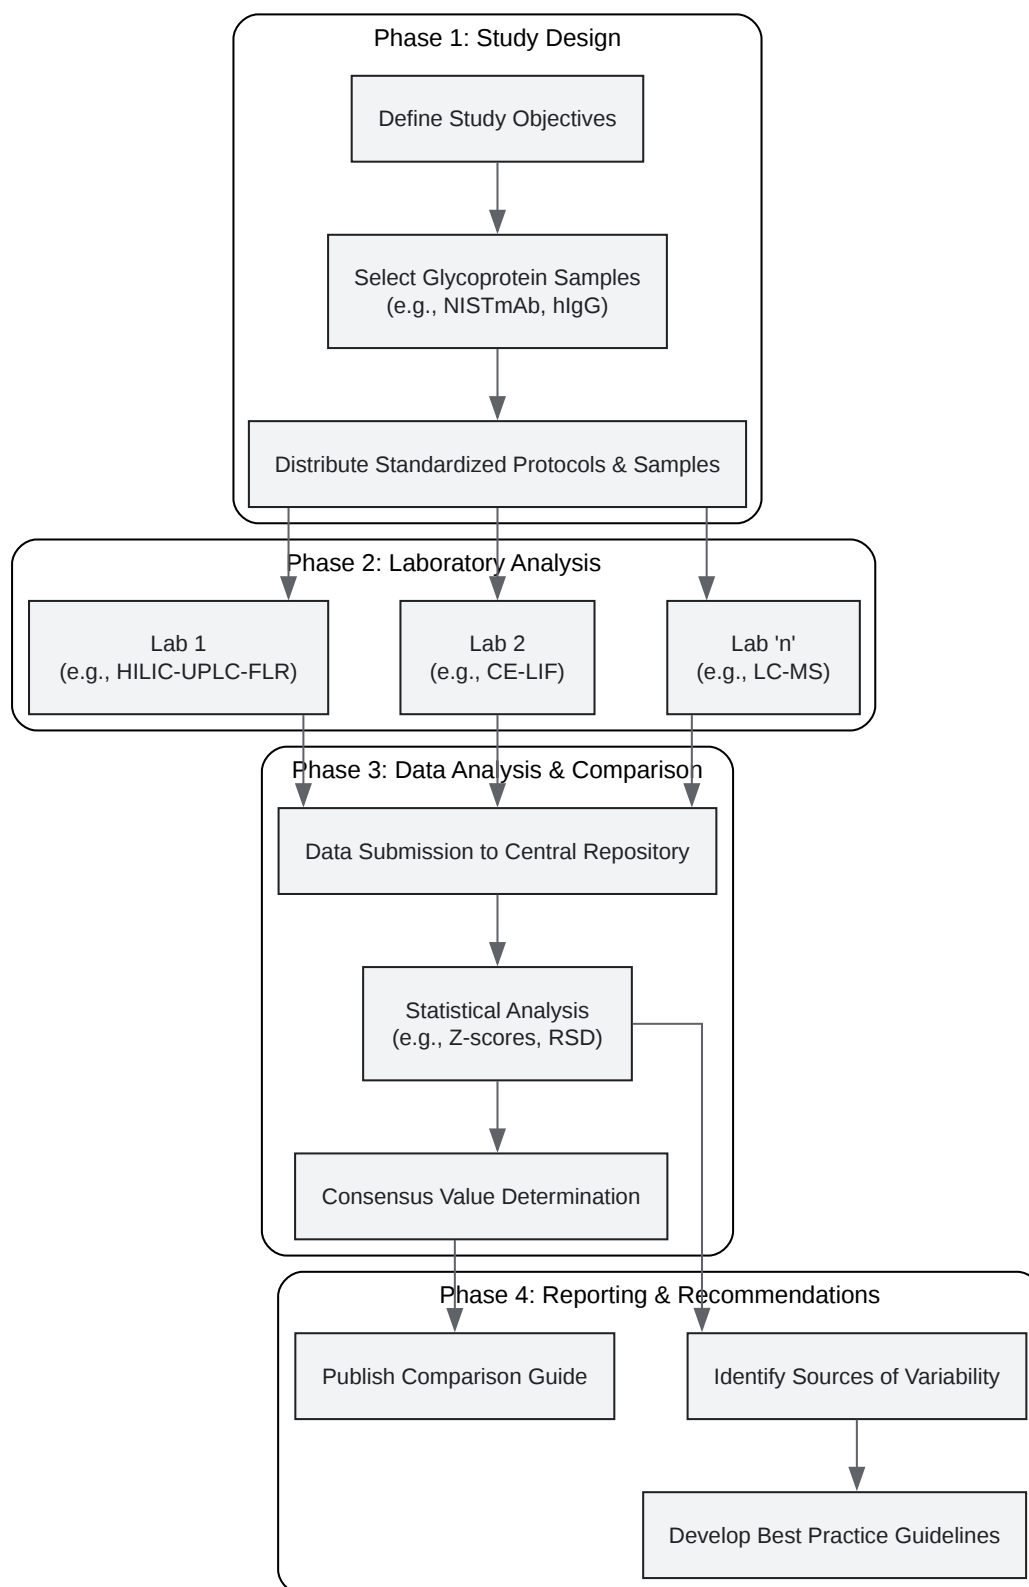 Phase 1: Study Design
Define Study Objectives
Select Glycoprotein Samples
(e.g., NISTmAb, hIgG)
Distribute Standardized Protocols & Samples
Phase 2: Laboratory Analysis
Lab 1
(e.g., HILIC-UPLC-FLR)
Lab 2
(e.g., CE-LIF)
Lab 'n'
(e.g., LC-MS)
Phase 3: Data Analysis & Comparison
Data Submission to Central Repository
Statistical Analysis
(e.g., Z-scores, RSD)
Consensus Value Determination
Phase 4: Reporting & Recommendations
Publish Comparison Guide
Identify Sources of Variability
Develop Best Practice Guidelines